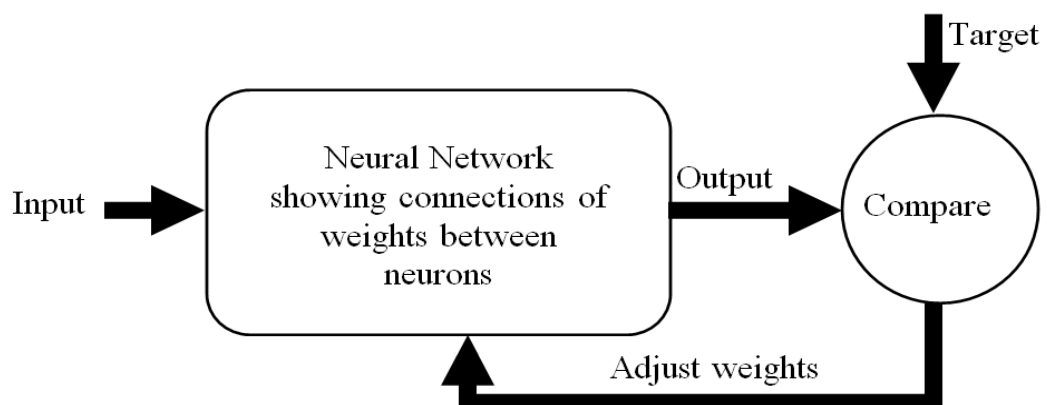 Target
Neural Network
showing connections of
weights between
neurons
Input
Output
Compare
Adjust weights